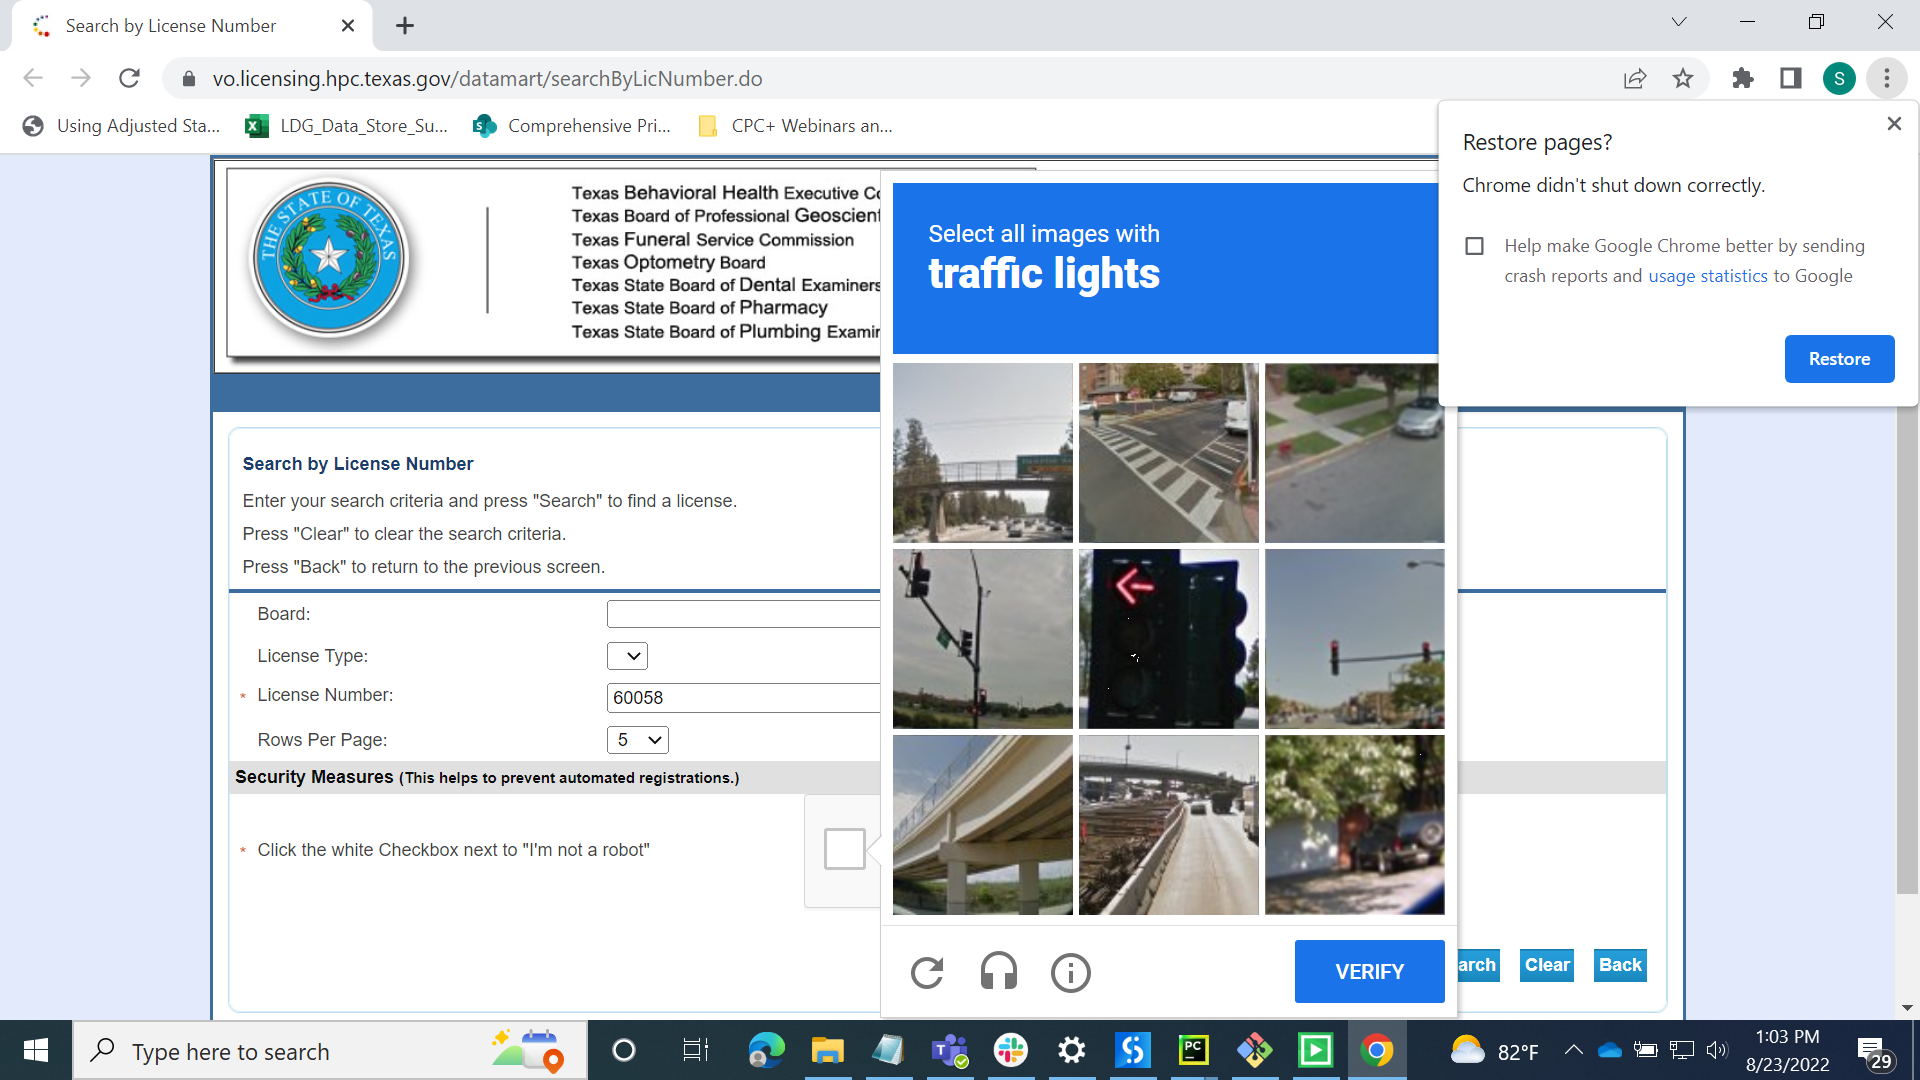 Search by License Number
vo.licensing.hpc.texas.gov/datamart/searchByLicNumber.do
S
Using Adjusted Sta...
LDG_Data_Store_Su...
Comprehensive Pri...
CPC+ Webinars an...
Restore pages?
Chrome didn't shut down correctly.
Help make Google Chrome better by sending
crash reports and usage statistics to Google
Restore
THE STATE OF TEXAS
Texas Behavioral Health Executive Co
Texas Board of Professional Geoscient
Texas Funeral Service Commission
Texas Optometry Board
Texas State Board of Dental Examiners
Texas State Board of Pharmacy
Texas State Board of Plumbing Examin
Select all images with
traffic lights
Search by License Number
Enter your search criteria and press "Search" to find a license.
Press "Clear" to clear the search criteria.
Press "Back" to return to the previous screen.
Board:
License Type:
* License Number:
60058
Rows Per Page:
5
Security Measures (This helps to prevent automated registrations.)
* Click the white Checkbox next to "I'm not a robot"
VERIFY
arch
Clear
Back
Type here to search
PC
82°F
1:03 PM
8/23/2022
29